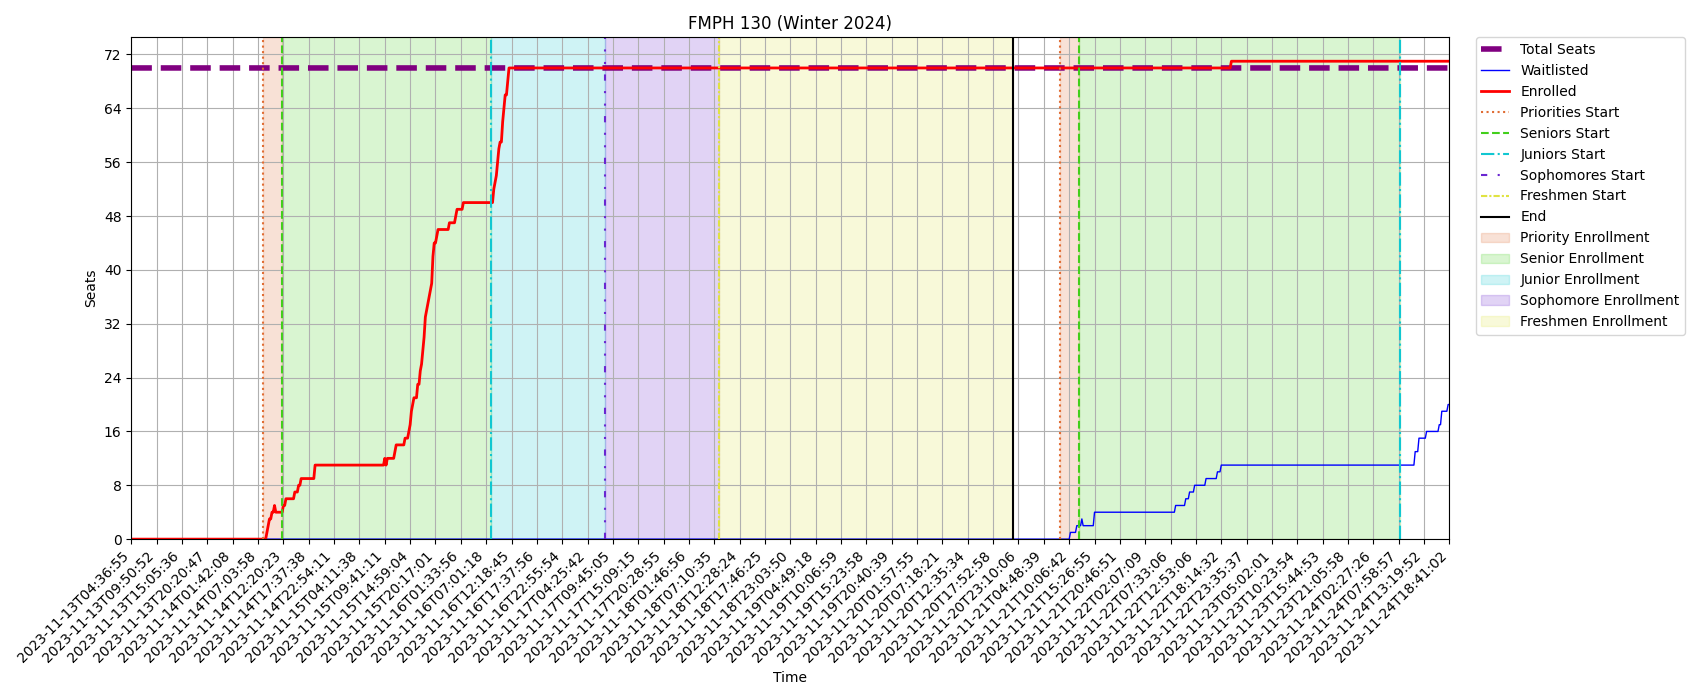 FMPH 130 (Winter 2024)
72
64
56
48
40
32
24
16
8
0
Seats
2023-11-13T04:36:55
2023-11-13T09:50:52
2023-11-13T15:05:36
2023-11-13T20:20:47
2023-11-14T01:42:08
2023-11-14T07:03:58
2023-11-14T12:20:23
2023-11-14T17:37:38
2023-11-14T22:54:11
2023-11-15T04:11:38
2023-11-15T09:41:11
2023-11-15T14:59:04
2023-11-15T20:17:01
2023-11-16T01:33:56
2023-11-16T07:01:18
2023-11-16T12:18:45
2023-11-16T17:37:56
2023-11-16T22:55:54
2023-11-17T04:25:42
2023-11-17T09:45:05
2023-11-17T15:09:15
2023-11-17T20:28:55
2023-11-18T01:46:56
2023-11-18T07:10:35
2023-11-18T12:28:24
2023-11-18T17:46:25
2023-11-18T23:03:50
2023-11-19T04:49:18
2023-11-19T10:06:59
2023-11-19T15:23:58
2023-11-19T20:40:39
2023-11-20T01:57:55
2023-11-20T07:18:21
2023-11-20T12:35:34
2023-11-20T17:52:58
2023-11-20T23:10:06
2023-11-21T04:48:39
2023-11-21T10:06:42
2023-11-21T15:26:55
2023-11-21T20:46:51
2023-11-22T02:07:09
2023-11-22T07:33:06
2023-11-22T12:53:06
2023-11-22T18:14:32
2023-11-22T23:35:37
2023-11-23T05:02:01
2023-11-23T10:23:54
2023-11-23T15:44:53
2023-11-23T21:05:58
2023-11-24T02:27:26
2023-11-24T07:58:57
2023-11-24T13:19:52
2023-11-24T18:41:02
Time
Total Seats
Waitlisted
Enrolled
Priorities Start
Seniors Start
Juniors Start
Sophomores Start
Freshmen Start
End
Priority Enrollment
Senior Enrollment
Junior Enrollment
Sophomore Enrollment
Freshmen Enrollment